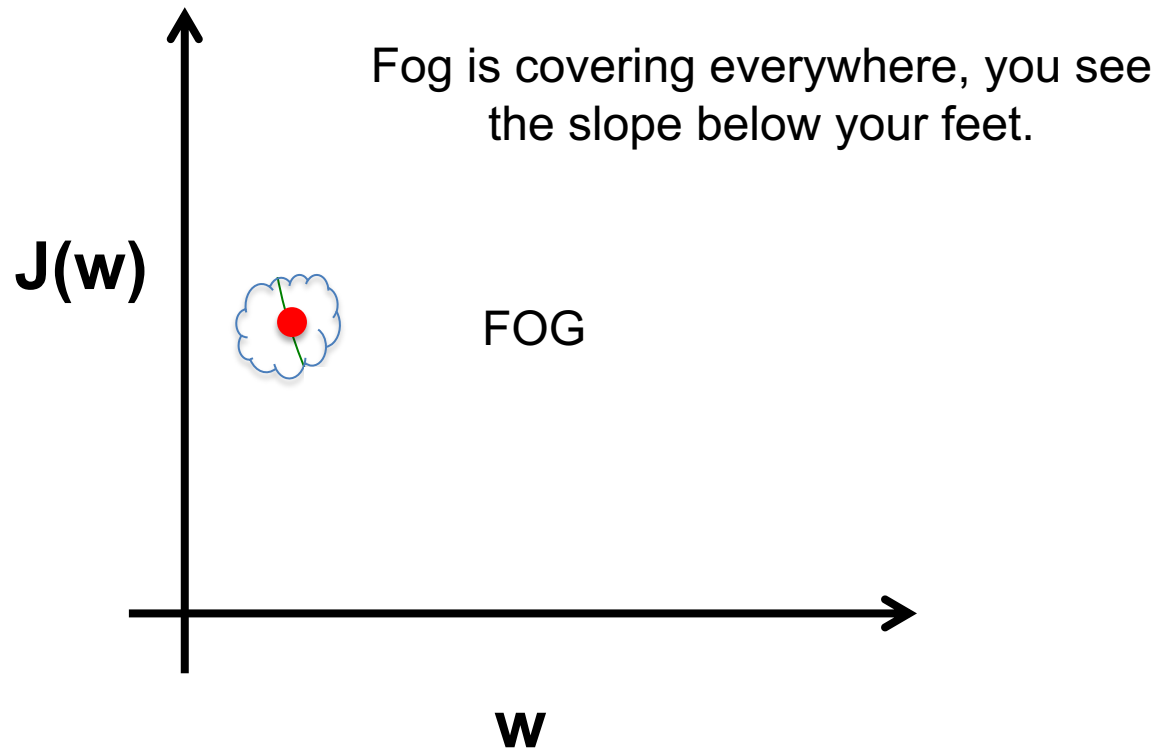 Fog is covering everywhere, you see
the slope below your feet.
J(w)
FOG
w